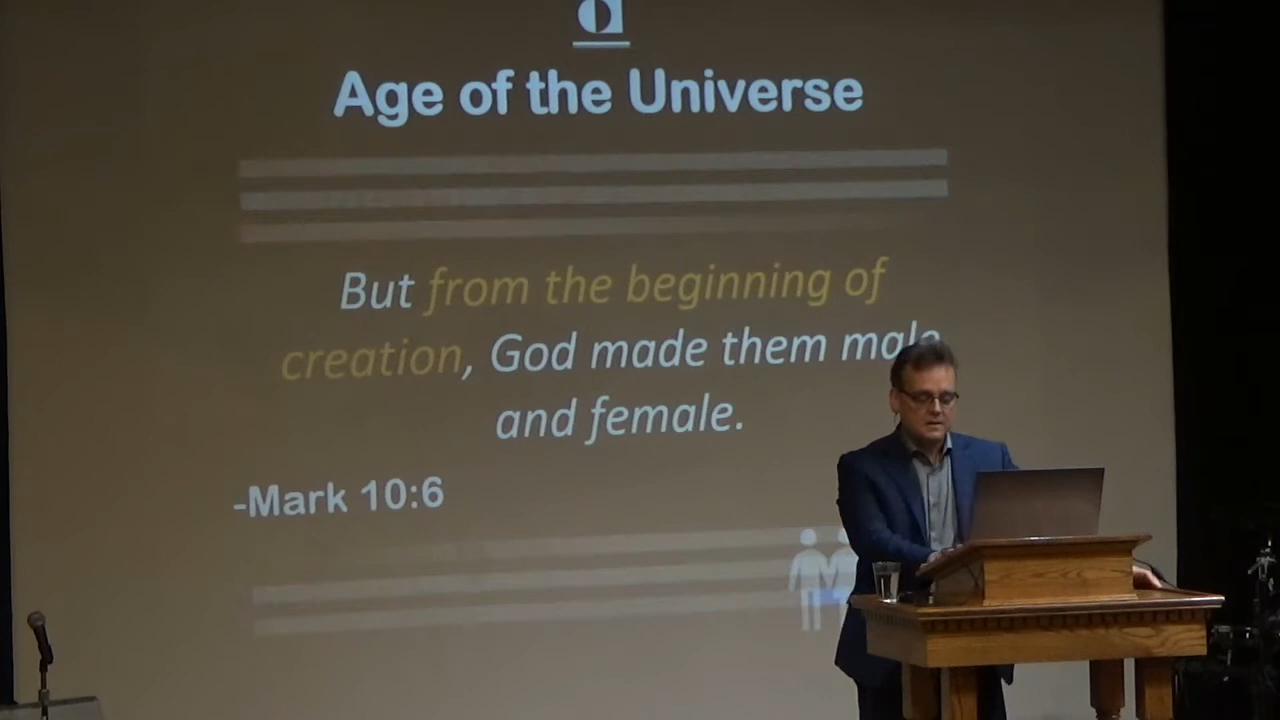 a
Age of the Universe
But from the beginning of
creation, God made them male
and female.
-Mark 10:6